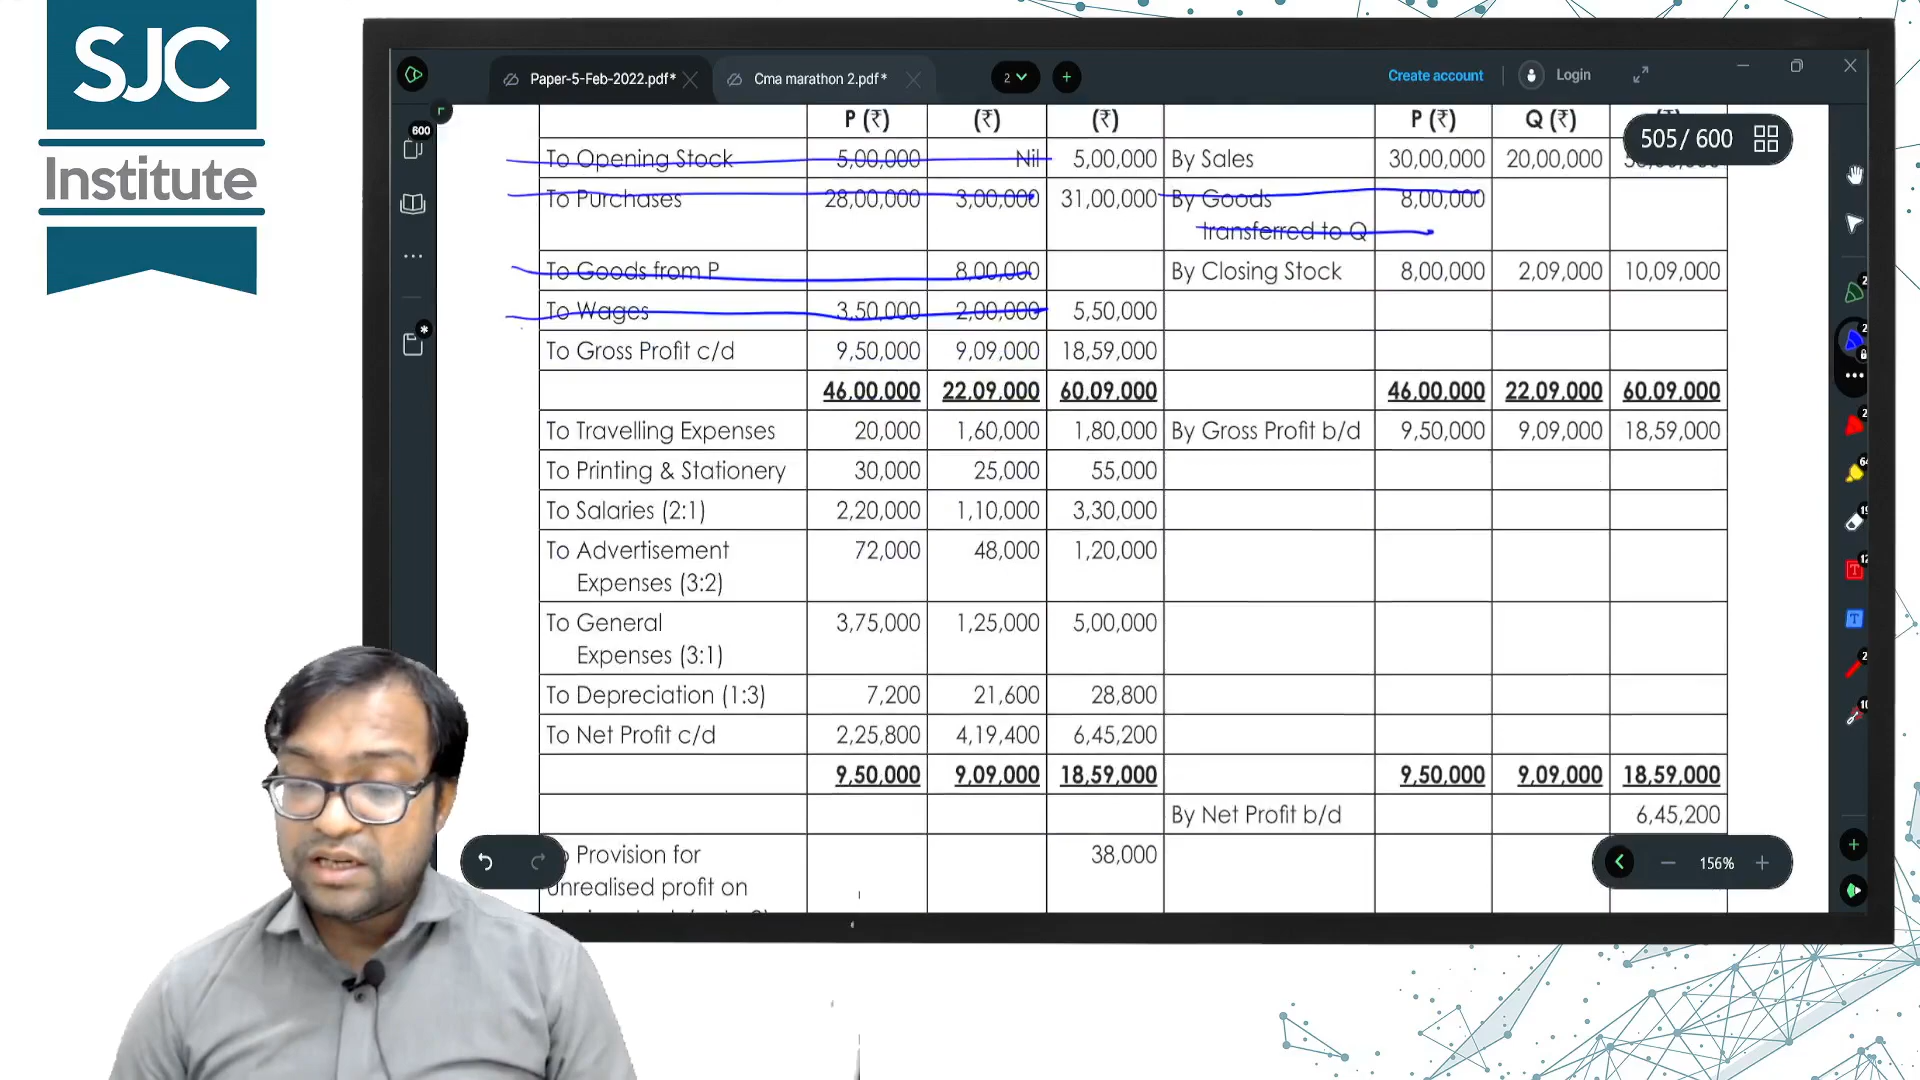 SJC
Institute
Paper-5-Feb-2022.pdf*
Cma marathon 2.pdf*
2
Create account
Login
600
505/ 600
P (₹) (₹) (₹) P (₹) Q (₹)
To Opening Stock 5,00,000 Nil 5,00,000 By Sales 30,00,000 20,00,000
To Purchases 28,00,000 3,00,000 31,00,000 By Goods 8,00,000
transferred to Q
To Goods from P 8,00,000 By Closing Stock 8,00,000 2,09,000 10,09,000
To Wages 3,50,000 2,00,000 5,50,000
To Gross Profit c/d 9,50,000 9,09,000 18,59,000
46,00,000 22,09,000 60,09,000 46,00,000 22,09,000 60,09,000
To Travelling Expenses 20,000 1,60,000 1,80,000 By Gross Profit b/d 9,50,000 9,09,000 18,59,000
To Printing & Stationery 30,000 25,000 55,000
To Salaries (2:1) 2,20,000 1,10,000 3,30,000
To Advertisement 72,000 48,000 1,20,000
Expenses (3:2)
To General 3,75,000 1,25,000 5,00,000
Expenses (3:1)
To Depreciation (1:3) 7,200 21,600 28,800
To Net Profit c/d 2,25,800 4,19,400 6,45,200
9,50,000 9,09,000 18,59,000 9,50,000 9,09,000 18,59,000
By Net Profit b/d 6,45,200
Provision for 38,000
unrealised profit on
156%